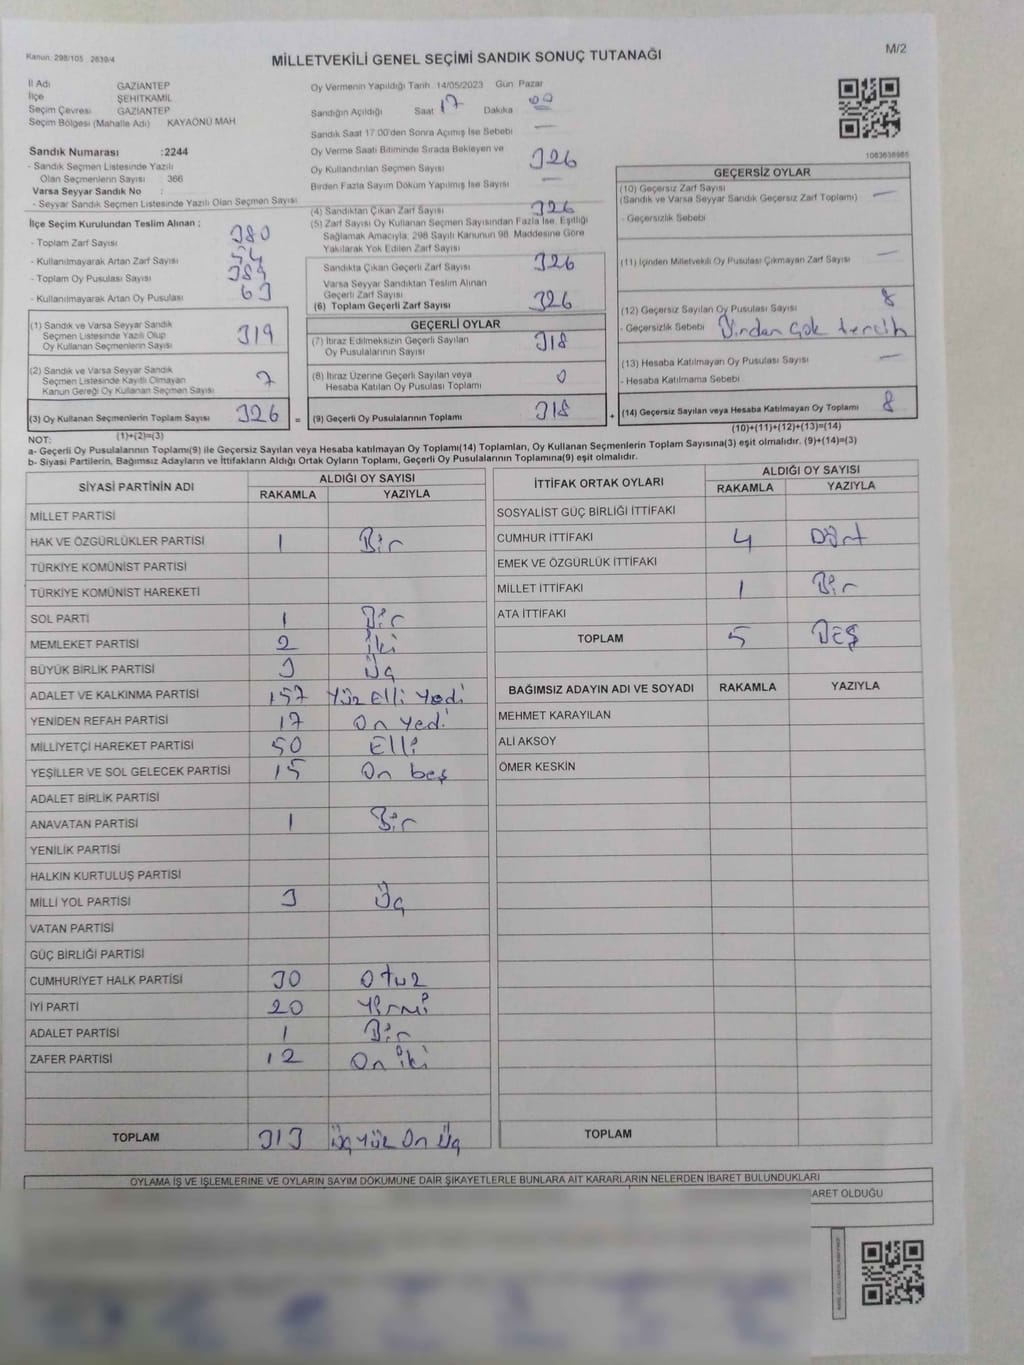 Kanun: 298/105 2839/4
MİLLETVEKİLİ GENEL SEÇİMİ SANDIK SONUÇ TUTANAĞI
M/2
İl Adı GAZİANTEP
İlçe ŞEHİTKAMİL
Seçim Çevresi GAZİANTEP
Seçim Bölgesi (Mahalle Adı) KAYAÖNÜ MAH.
Oy Vermenin Yapıldığı Tarih 14/05/2023 Gün: Pazar
Sandığın Açıldığı Saat 17 Dakika 00
Sandık Saat 17.00'den Sonra Açılmış İse Sebebi —
Sandık Numarası :2244
- Sandık Seçmen Listesinde Yazılı
Olan Seçmenlerin Sayısı : 366
Varsa Seyyar Sandık No :
- Seyyar Sandık Seçmen Listesinde Yazılı Olan Seçmen Sayısı
Oy Verme Saati Bitiminde Sırada Bekleyen ve
Oy Kullandırılan Seçmen Sayısı 326
Birden Fazla Sayım Döküm Yapılmış İse Sayısı —
1063638965
İlçe Seçim Kurulundan Teslim Alınan :
- Toplam Zarf Sayısı 380
- Kullanılmayarak Artan Zarf Sayısı 54
- Toplam Oy Pusulası Sayısı 389
- Kullanılmayarak Artan Oy Pusulası 63
(4) Sandıktan Çıkan Zarf Sayısı 326
(5) Zarf Sayısı Oy Kullanan Seçmen Sayısından Fazla İse, Eşitliği
Sağlamak Amacıyla, 298 Sayılı Kanunun 98. Maddesine Göre
Yakılarak Yok Edilen Zarf Sayısı
Sandıkta Çıkan Geçerli Zarf Sayısı 326
Varsa Seyyar Sandıktan Teslim Alınan
Geçerli Zarf Sayısı
(6) Toplam Geçerli Zarf Sayısı 326
GEÇERSİZ OYLAR
(10) Geçersiz Zarf Sayısı —
(Sandık ve Varsa Seyyar Sandık Geçersiz Zarf Toplamı)
- Geçersizlik Sebebi
(11) İçinden Milletvekili Oy Pusulası Çıkmayan Zarf Sayısı —
(12) Geçersiz Sayılan Oy Pusulası Sayısı 8
- Geçersizlik Sebebi Birden Çok tercih
(13) Hesaba Katılmayan Oy Pusulası Sayısı —
- Hesaba Katılmama Sebebi
(14) Geçersiz Sayılan veya Hesaba Katılmayan Oy Toplamı 8
(10)+(11)+(12)+(13)=(14)
(1) Sandık ve Varsa Seyyar Sandık
Seçmen Listesinde Yazılı Olup
Oy Kullanan Seçmenlerin Sayısı 319
(2) Sandık ve Varsa Seyyar Sandık
Seçmen Listesinde Kayıtlı Olmayan
Kanun Gereği Oy Kullanan Seçmen Sayısı 7
(3) Oy Kullanan Seçmenlerin Toplam Sayısı 326 =
(1)+(2)=(3)
GEÇERLİ OYLAR
(7) İtiraz Edilmeksizin Geçerli Sayılan
Oy Pusulalarının Sayısı 318
(8) İtiraz Üzerine Geçerli Sayılan veya
Hesaba Katılan Oy Pusulası Toplamı 0
(9) Geçerli Oy Pusulalarının Toplamı 318 +
NOT:
a- Geçerli Oy Pusulalarının Toplamı(9) ile Geçersiz Sayılan veya Hesaba katılmayan Oy Toplamı(14) Toplamları, Oy Kullanan Seçmenlerin Toplam Sayısına(3) eşit olmalıdır. (9)+(14)=(3)
b- Siyasi Partilerin, Bağımsız Adayların ve İttifakların Aldığı Ortak Oyların Toplamı, Geçerli Oy Pusulalarının Toplamına(9) eşit olmalıdır.
SİYASİ PARTİNİN ADI ALDIĞI OY SAYISI
RAKAMLA YAZIYLA
MİLLET PARTİSİ
HAK VE ÖZGÜRLÜKLER PARTİSİ 1 Bir
TÜRKİYE KOMÜNİST PARTİSİ
TÜRKİYE KOMÜNİST HAREKETİ
SOL PARTİ 1 Bir
MEMLEKET PARTİSİ 2 İki
BÜYÜK BİRLİK PARTİSİ 3 Üç
ADALET VE KALKINMA PARTİSİ 157 Yüz Elli Yedi
YENİDEN REFAH PARTİSİ 17 On Yedi
MİLLİYETÇİ HAREKET PARTİSİ 50 Elli
YEŞİLLER VE SOL GELECEK PARTİSİ 15 On beş
ADALET BİRLİK PARTİSİ
ANAVATAN PARTİSİ 1 Bir
YENİLİK PARTİSİ
HALKIN KURTULUŞ PARTİSİ
MİLLİ YOL PARTİSİ 3 Üç
VATAN PARTİSİ
GÜÇ BİRLİĞİ PARTİSİ
CUMHURİYET HALK PARTİSİ 30 Otuz
İYİ PARTİ 20 Yirmi
ADALET PARTİSİ 1 Bir
ZAFER PARTİSİ 12 On iki
TOPLAM 313 Üç Yüz On Üç
İTTİFAK ORTAK OYLARI ALDIĞI OY SAYISI
RAKAMLA YAZIYLA
SOSYALİST GÜÇ BİRLİĞİ İTTİFAKI
CUMHUR İTTİFAKI 4 Dört
EMEK VE ÖZGÜRLÜK İTTİFAKI
MİLLET İTTİFAKI 1 Bir
ATA İTTİFAKI
TOPLAM 5 BEŞ
BAĞIMSIZ ADAYIN ADI VE SOYADI RAKAMLA YAZIYLA
MEHMET KARAYILAN
ALİ AKSOY
ÖMER KESKİN
TOPLAM
OYLAMA İŞ VE İŞLEMLERİNE VE OYLARIN SAYIM DÖKÜMÜNE DAİR ŞİKAYETLERLE BUNLARA AİT KARARLARIN NELERDEN İBARET BULUNDUKLARI
ARET OLDUĞU